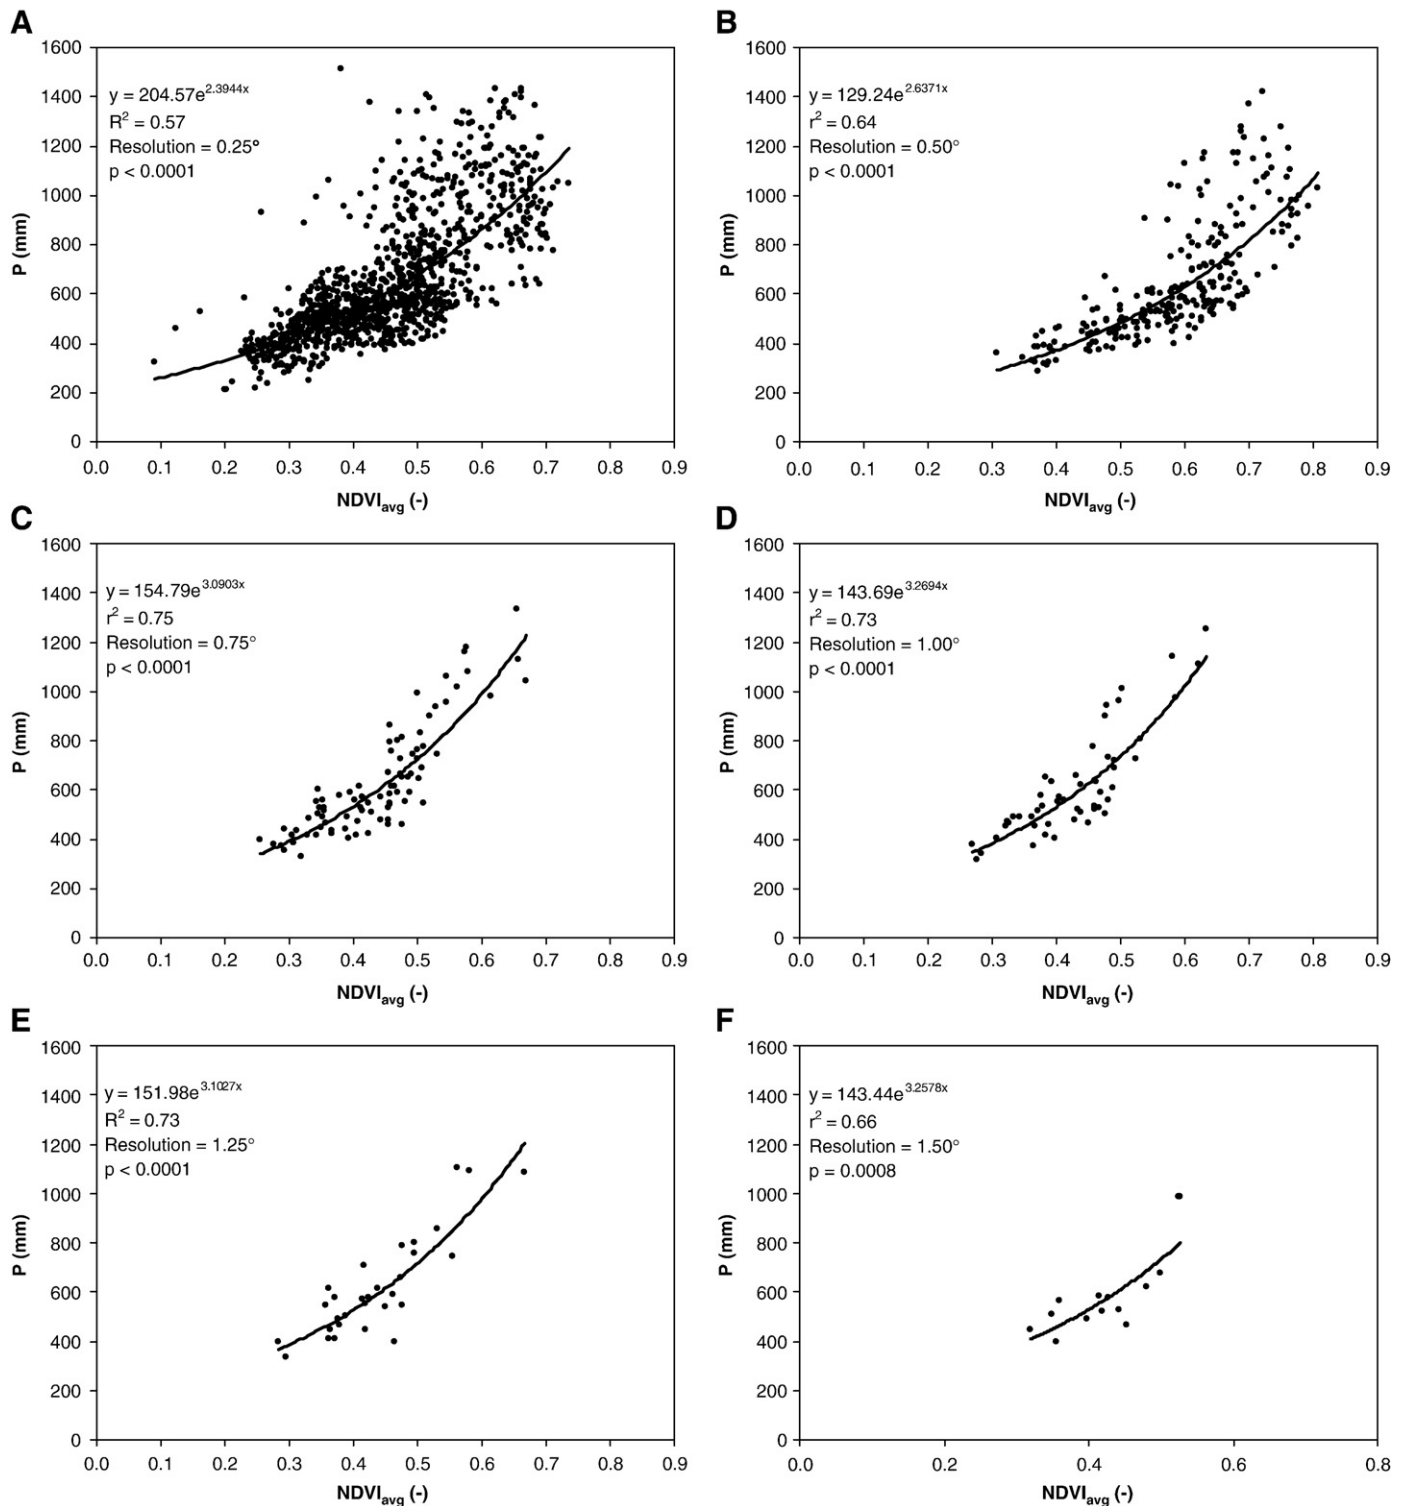 A
1600
1400
1200
1000
800
600
400
200
0
P (mm)
y = 204.57e^2.3944x
R² = 0.57
Resolution = 0.25°
p < 0.0001
0.0 0.1 0.2 0.3 0.4 0.5 0.6 0.7 0.8 0.9
NDVIavg (-)
B
1600
1400
1200
1000
800
600
400
200
0
P (mm)
y = 129.24e^2.6371x
r² = 0.64
Resolution = 0.50°
p < 0.0001
0.0 0.1 0.2 0.3 0.4 0.5 0.6 0.7 0.8 0.9
NDVIavg (-)
C
1600
1400
1200
1000
800
600
400
200
0
P (mm)
y = 154.79e^3.0903x
r² = 0.75
Resolution = 0.75°
p < 0.0001
0.0 0.1 0.2 0.3 0.4 0.5 0.6 0.7 0.8 0.9
NDVIavg (-)
D
1600
1400
1200
1000
800
600
400
200
0
P (mm)
y = 143.69e^3.2694x
r² = 0.73
Resolution = 1.00°
p < 0.0001
0.0 0.1 0.2 0.3 0.4 0.5 0.6 0.7 0.8 0.9
NDVIavg (-)
E
1600
1400
1200
1000
800
600
400
200
0
P (mm)
y = 151.98e^3.1027x
R² = 0.73
Resolution = 1.25°
p < 0.0001
0.0 0.1 0.2 0.3 0.4 0.5 0.6 0.7 0.8 0.9
NDVIavg (-)
F
1600
1400
1200
1000
800
600
400
200
0
P (mm)
y = 143.44e^3.2578x
r² = 0.66
Resolution = 1.50°
p = 0.0008
0.0 0.2 0.4 0.6 0.8
NDVIavg (-)